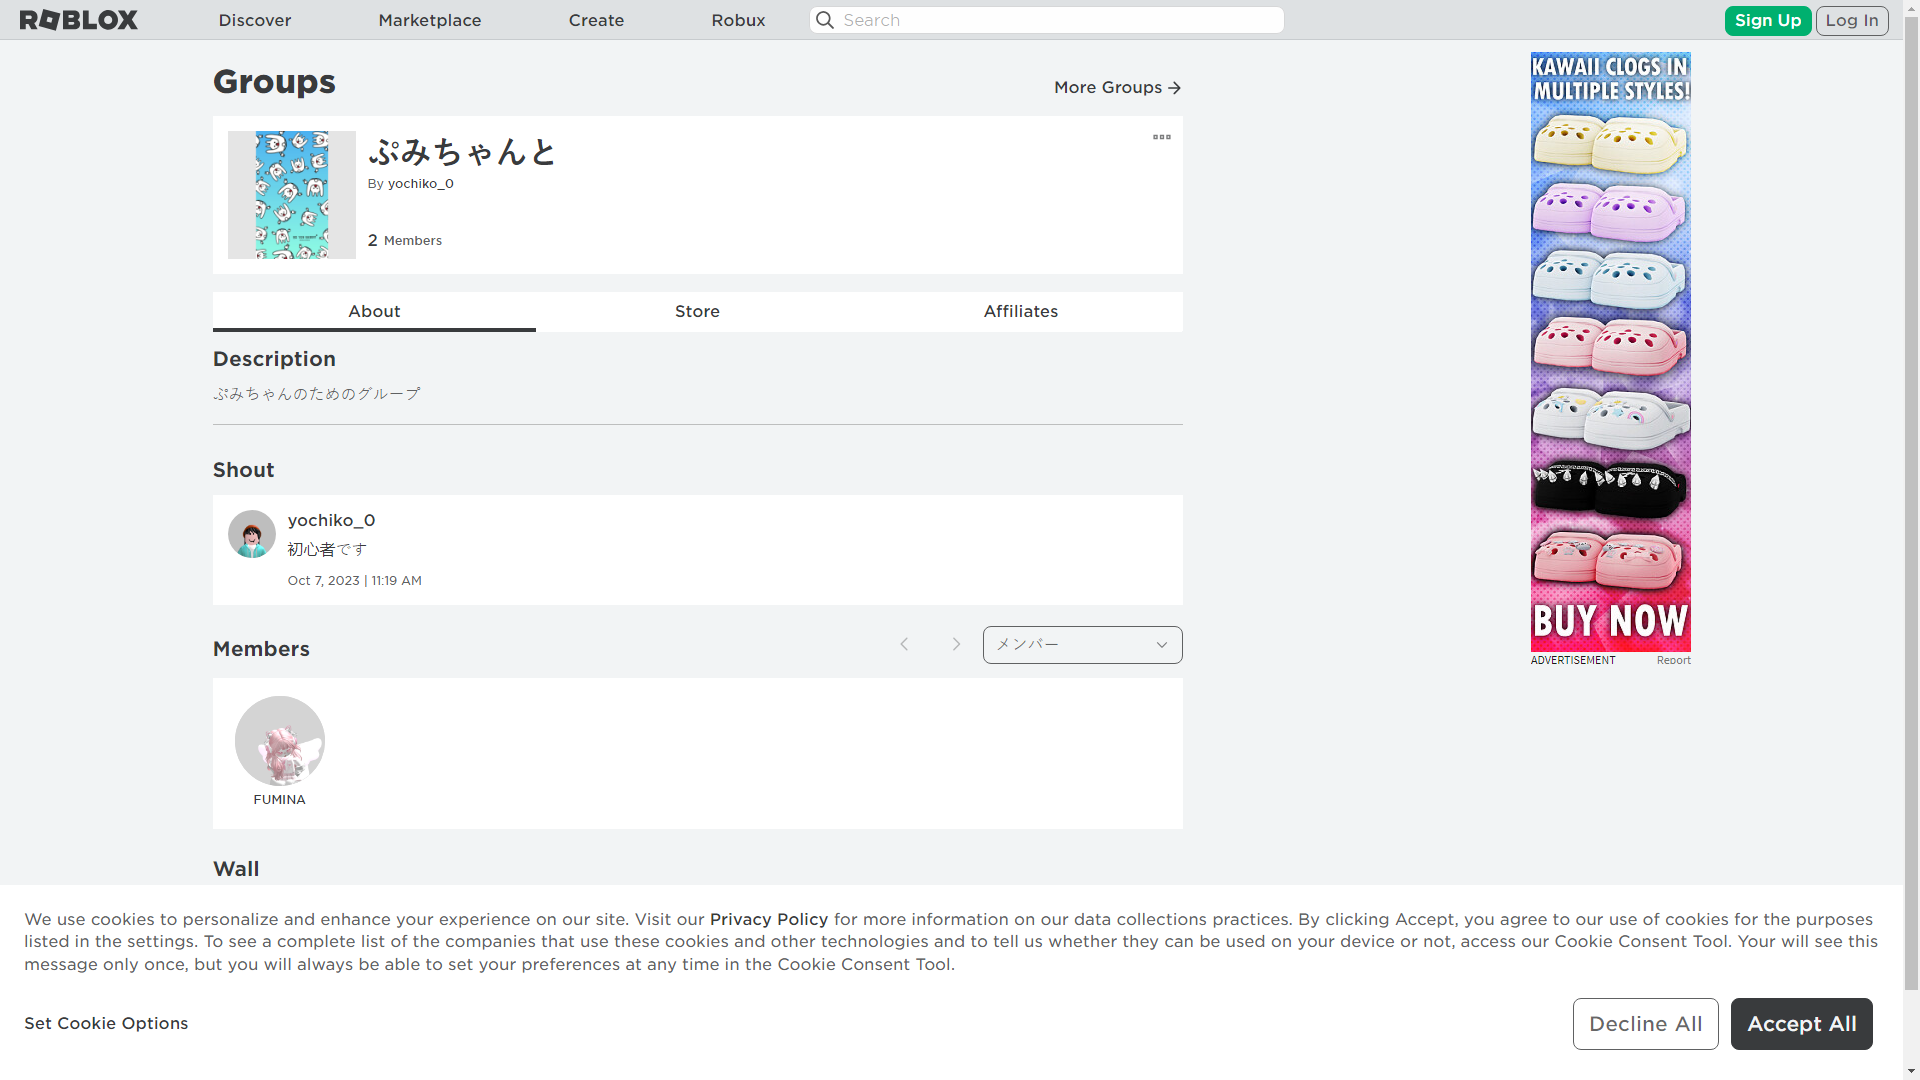 ROBLOX
Discover
Marketplace
Create
Robux
Search
Sign Up
Log In
Groups
More Groups
ぷみちゃんと
By yochiko_0
2 Members
About
Store
Affiliates
Description
ぷみちゃんのためのグループ
Shout
yochiko_0
初心者です
Oct 7, 2023 | 11:19 AM
Members
メンバー
FUMINA
Wall
KAWAII CLOGS IN
MULTIPLE STYLES!
BUY NOW
ADVERTISEMENT
Report
We use cookies to personalize and enhance your experience on our site. Visit our Privacy Policy for more information on our data collections practices. By clicking Accept, you agree to our use of cookies for the purposes
listed in the settings. To see a complete list of the companies that use these cookies and other technologies and to tell us whether they can be used on your device or not, access our Cookie Consent Tool. Your will see this
message only once, but you will always be able to set your preferences at any time in the Cookie Consent Tool.
Set Cookie Options
Decline All
Accept All